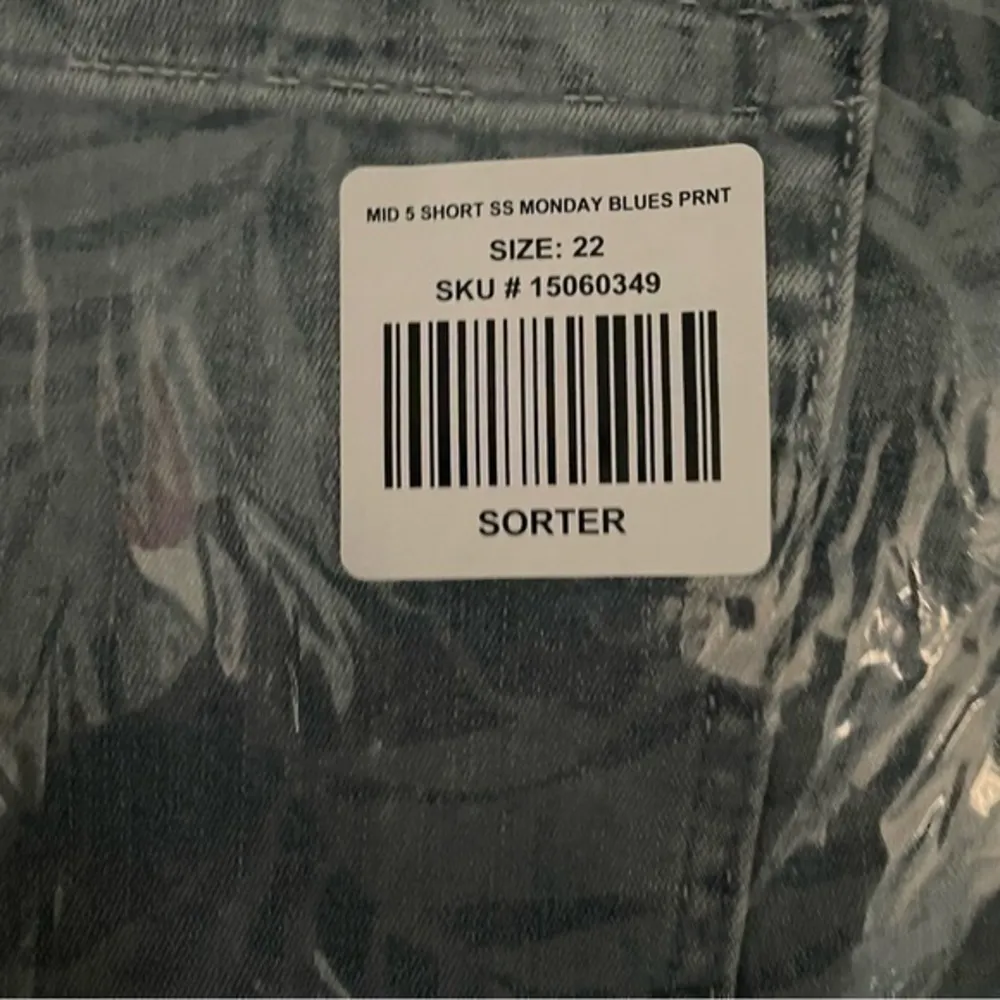 MID 5 SHORT SS MONDAY BLUES PRNT
SIZE: 22
SKU # 15060349
SORTER